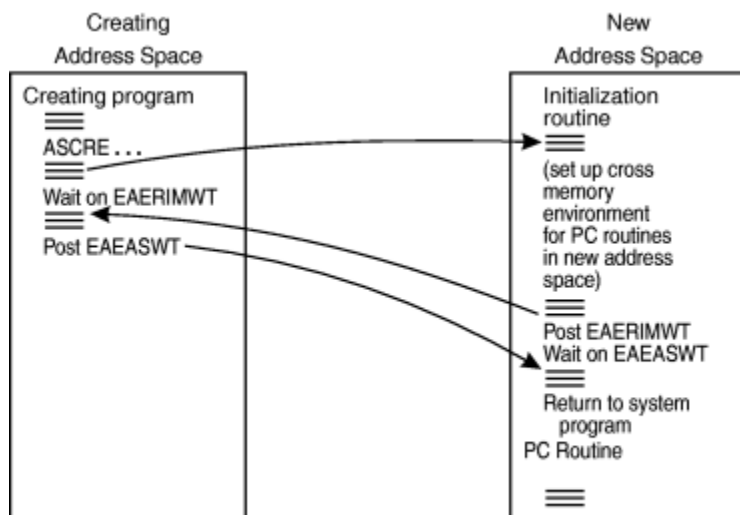 Creating
Address Space
Creating program
ASCRE . . .
Wait on EAERIMWT
Post EAEASWT
New
Address Space
Initialization
routine
(set up cross
memory
environment
for PC routines
in new address
space)
Post EAERIMWT
Wait on EAEASWT
Return to system
program
PC Routine